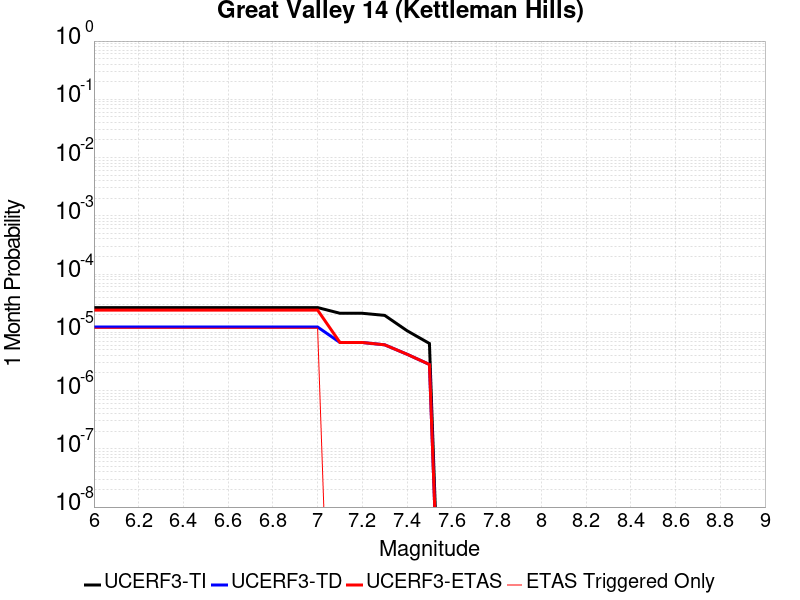 Great Valley 14 (Kettleman Hills)
10^0
10^-1
10^-2
10^-3
10^-4
10^-5
10^-6
10^-7
10^-8
1 Month Probability
6 6.2 6.4 6.6 6.8 7 7.2 7.4 7.6 7.8 8 8.2 8.4 8.6 8.8 9
Magnitude
UCERF3-TI UCERF3-TD UCERF3-ETAS ETAS Triggered Only